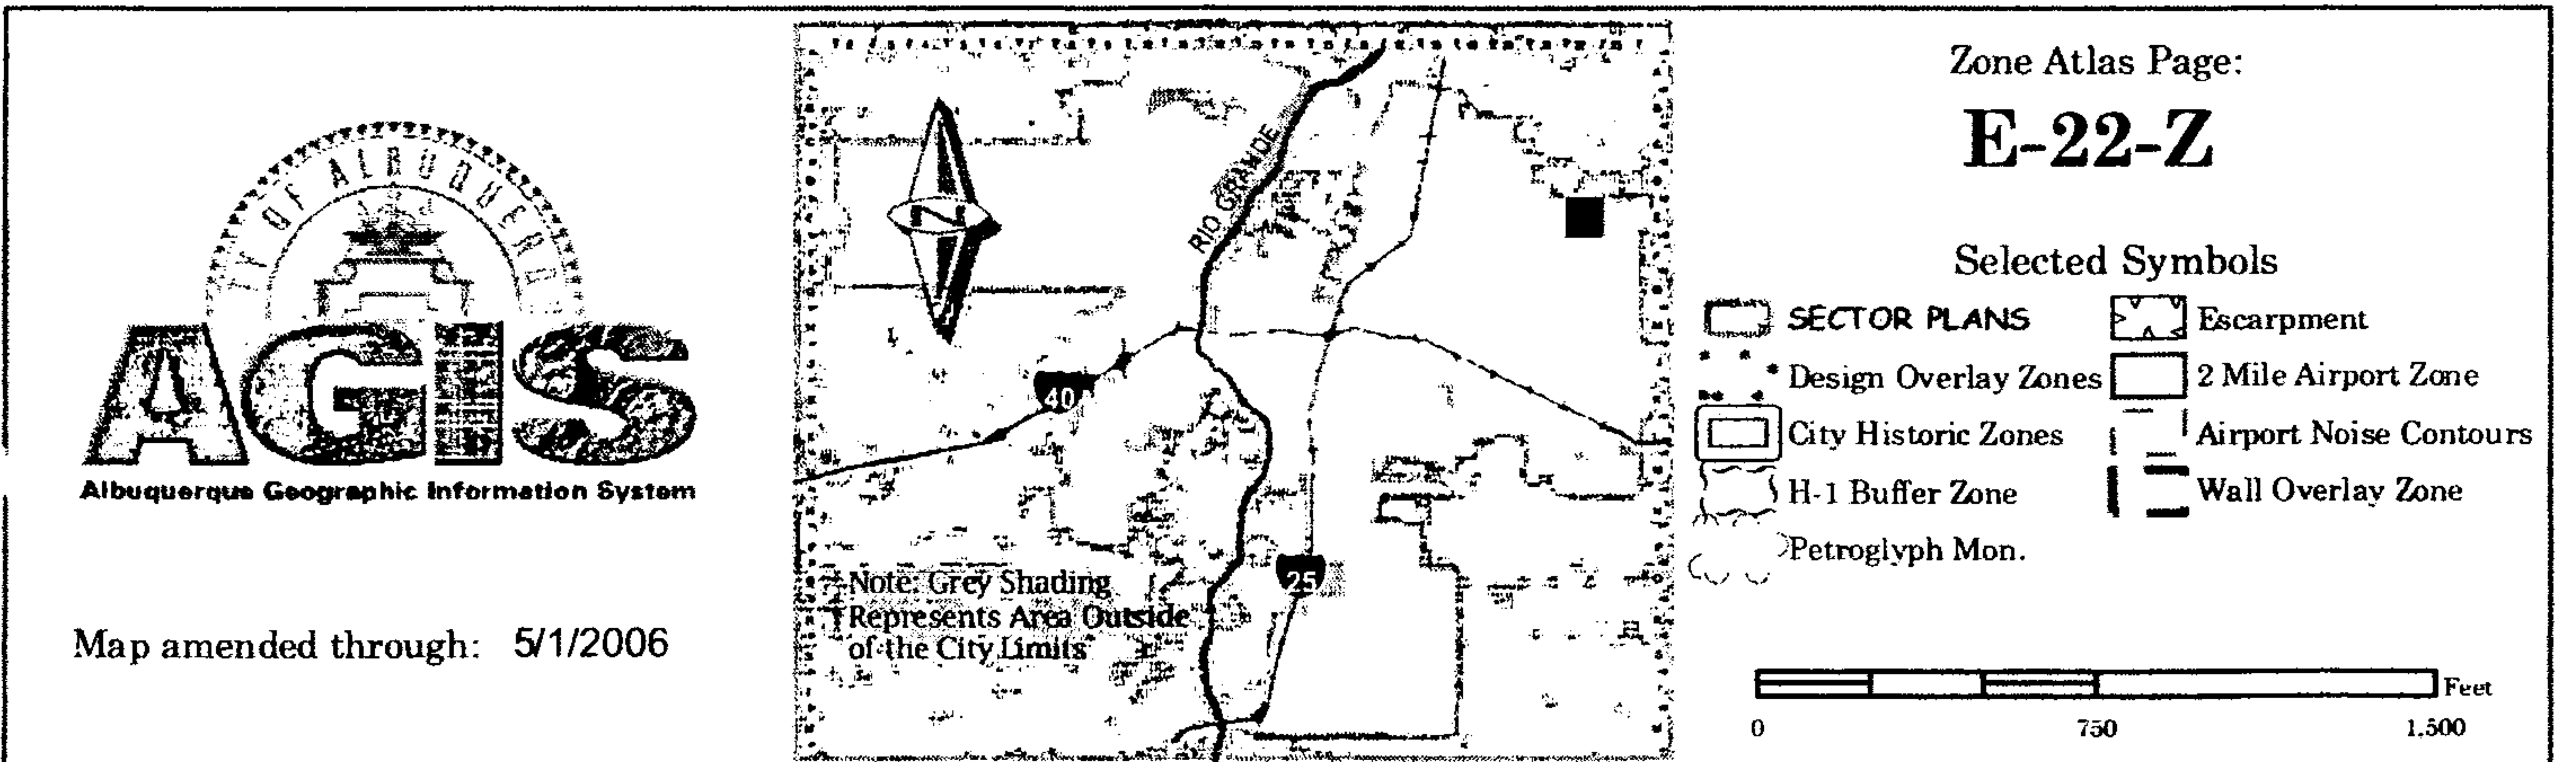 CITY OF ALBUQUERQUE
AGIS
Albuquerque Geographic Information System
Map amended through: 5/1/2006
N
RIO GRANDE
40
25
Note: Grey Shading
Represents Area Outside
of the City Limits
Zone Atlas Page:
E-22-Z
Selected Symbols
SECTOR PLANS
Design Overlay Zones
City Historic Zones
H-1 Buffer Zone
Petroglyph Mon.
Escarpment
2 Mile Airport Zone
Airport Noise Contours
Wall Overlay Zone
Feet
0 750 1,500